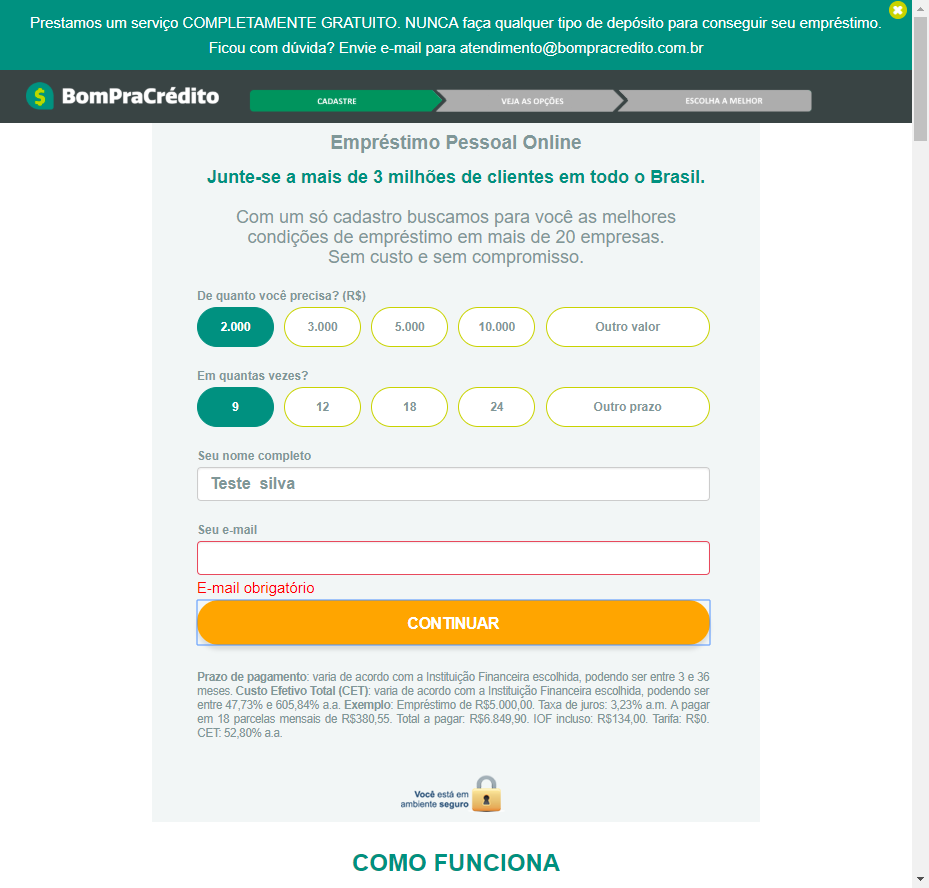 Prestamos um serviço COMPLETAMENTE GRATUITO. NUNCA faça qualquer tipo de depósito para conseguir seu empréstimo.
Ficou com dúvida? Envie e-mail para atendimento@bompracredito.com.br
$ BomPraCrédito
CADASTRE
VEJA AS OPÇÕES
ESCOLHA A MELHOR
Empréstimo Pessoal Online
Junte-se a mais de 3 milhões de clientes em todo o Brasil.
Com um só cadastro buscamos para você as melhores
condições de empréstimo em mais de 20 empresas.
Sem custo e sem compromisso.
De quanto você precisa? (R$)
2.000 3.000 5.000 10.000 Outro valor
Em quantas vezes?
9 12 18 24 Outro prazo
Seu nome completo
Teste silva
Seu e-mail
E-mail obrigatório
CONTINUAR
Prazo de pagamento: varia de acordo com a Instituição Financeira escolhida, podendo ser entre 3 e 36
meses. Custo Efetivo Total (CET): varia de acordo com a Instituição Financeira escolhida, podendo ser
entre 47,73% e 605,84% a.a. Exemplo: Empréstimo de R$5.000,00. Taxa de juros: 3,23% a.m. A pagar
em 18 parcelas mensais de R$380,55. Total a pagar: R$6.849,90. IOF incluso: R$134,00. Tarifa: R$0.
CET: 52,80% a.a.
Você está em
ambiente seguro
COMO FUNCIONA